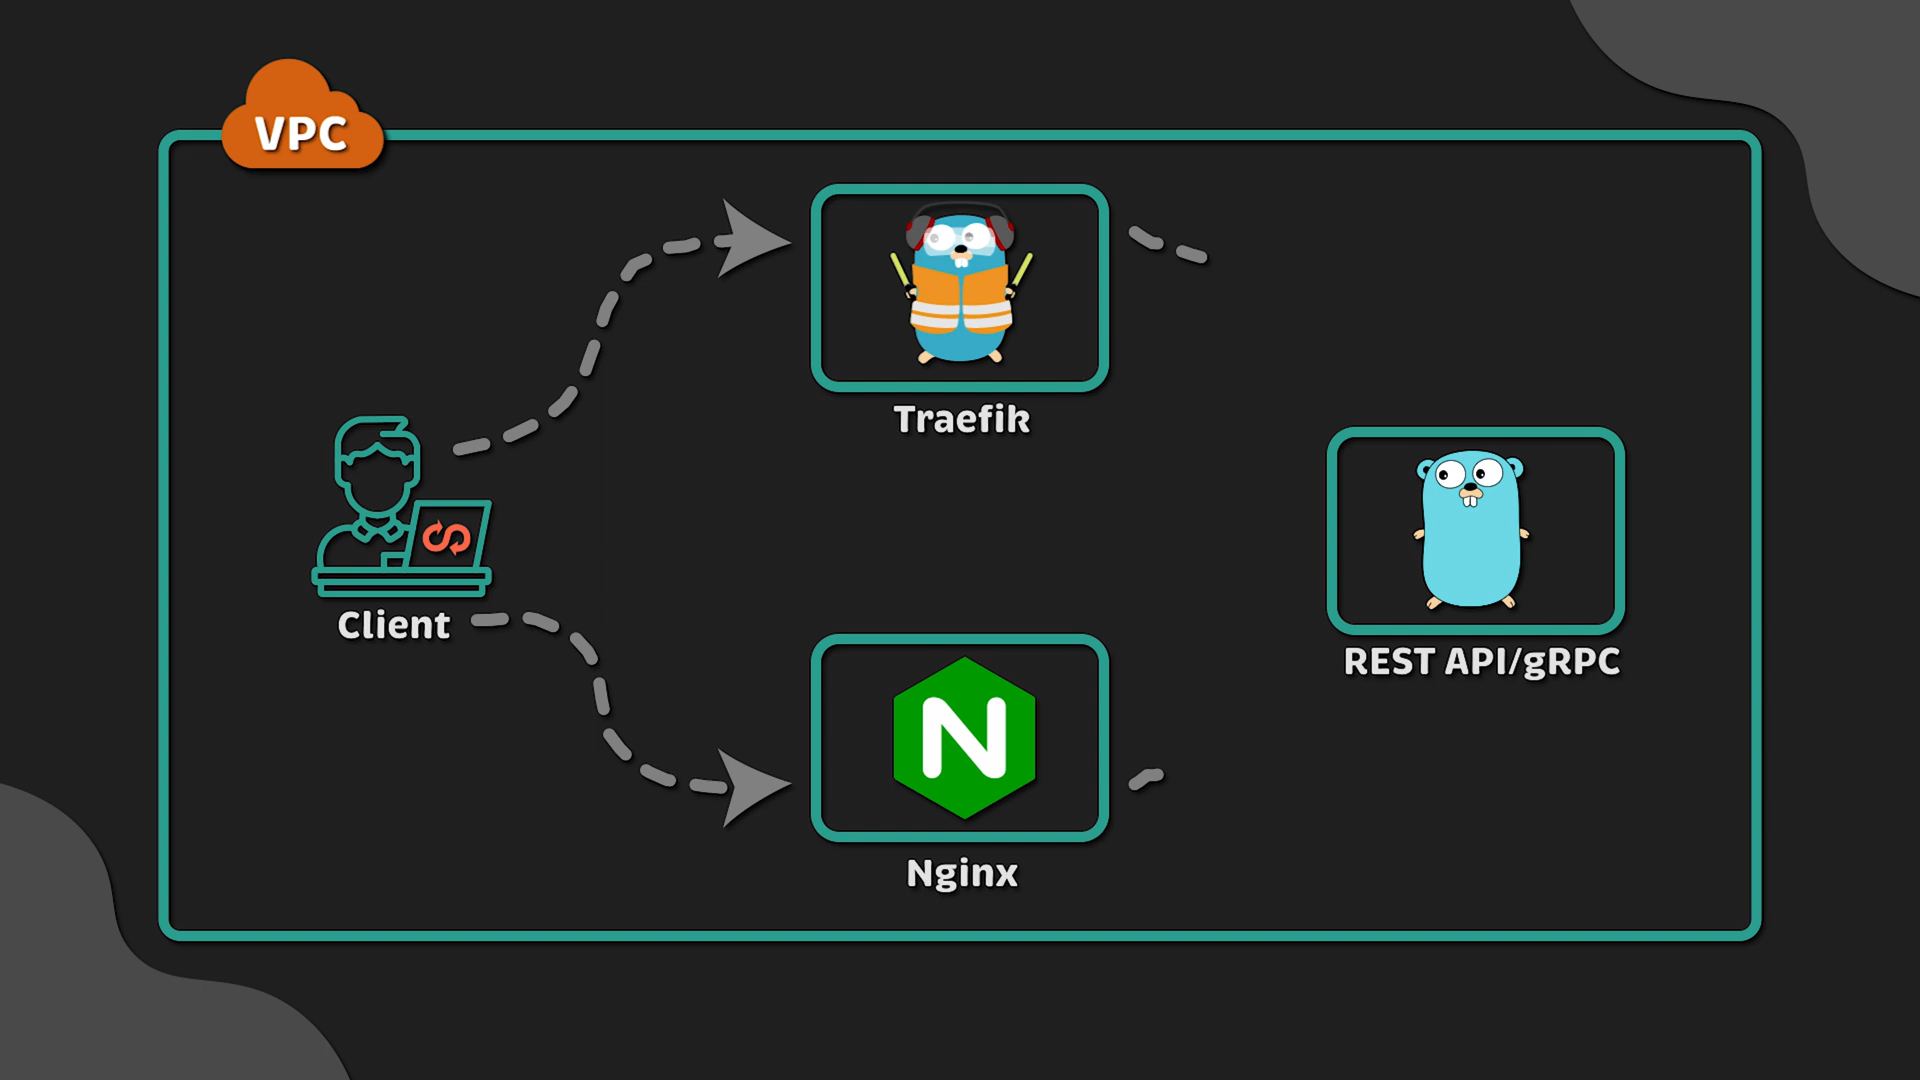 VPC
Traefik
Client
REST API/gRPC
N
Nginx